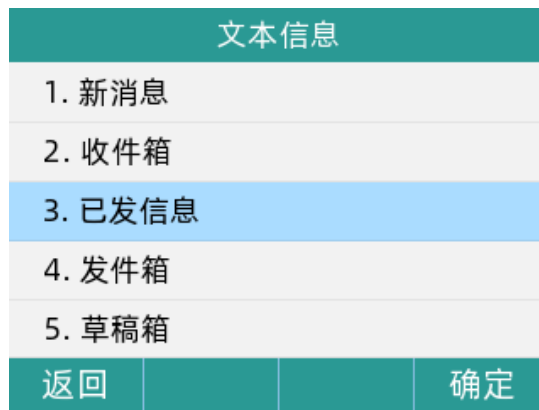 文本信息
1. 新消息
2. 收件箱
3. 已发信息
4. 发件箱
5. 草稿箱
返回 确定